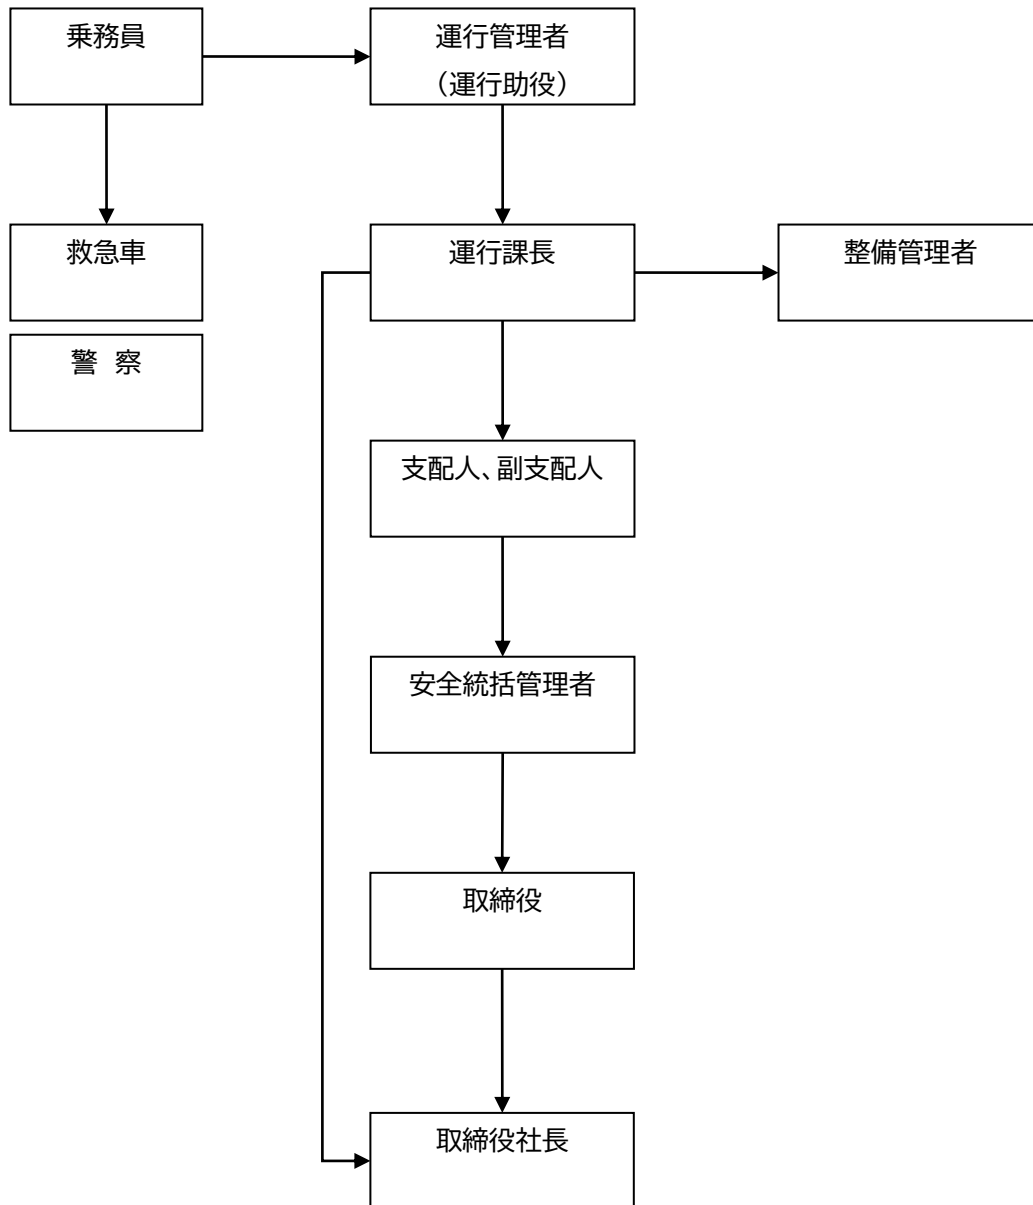 乗務員
運行管理者
（運行助役）
救急車
運行課長
整備管理者
警 察
支配人、副支配人
安全統括管理者
取締役
取締役社長